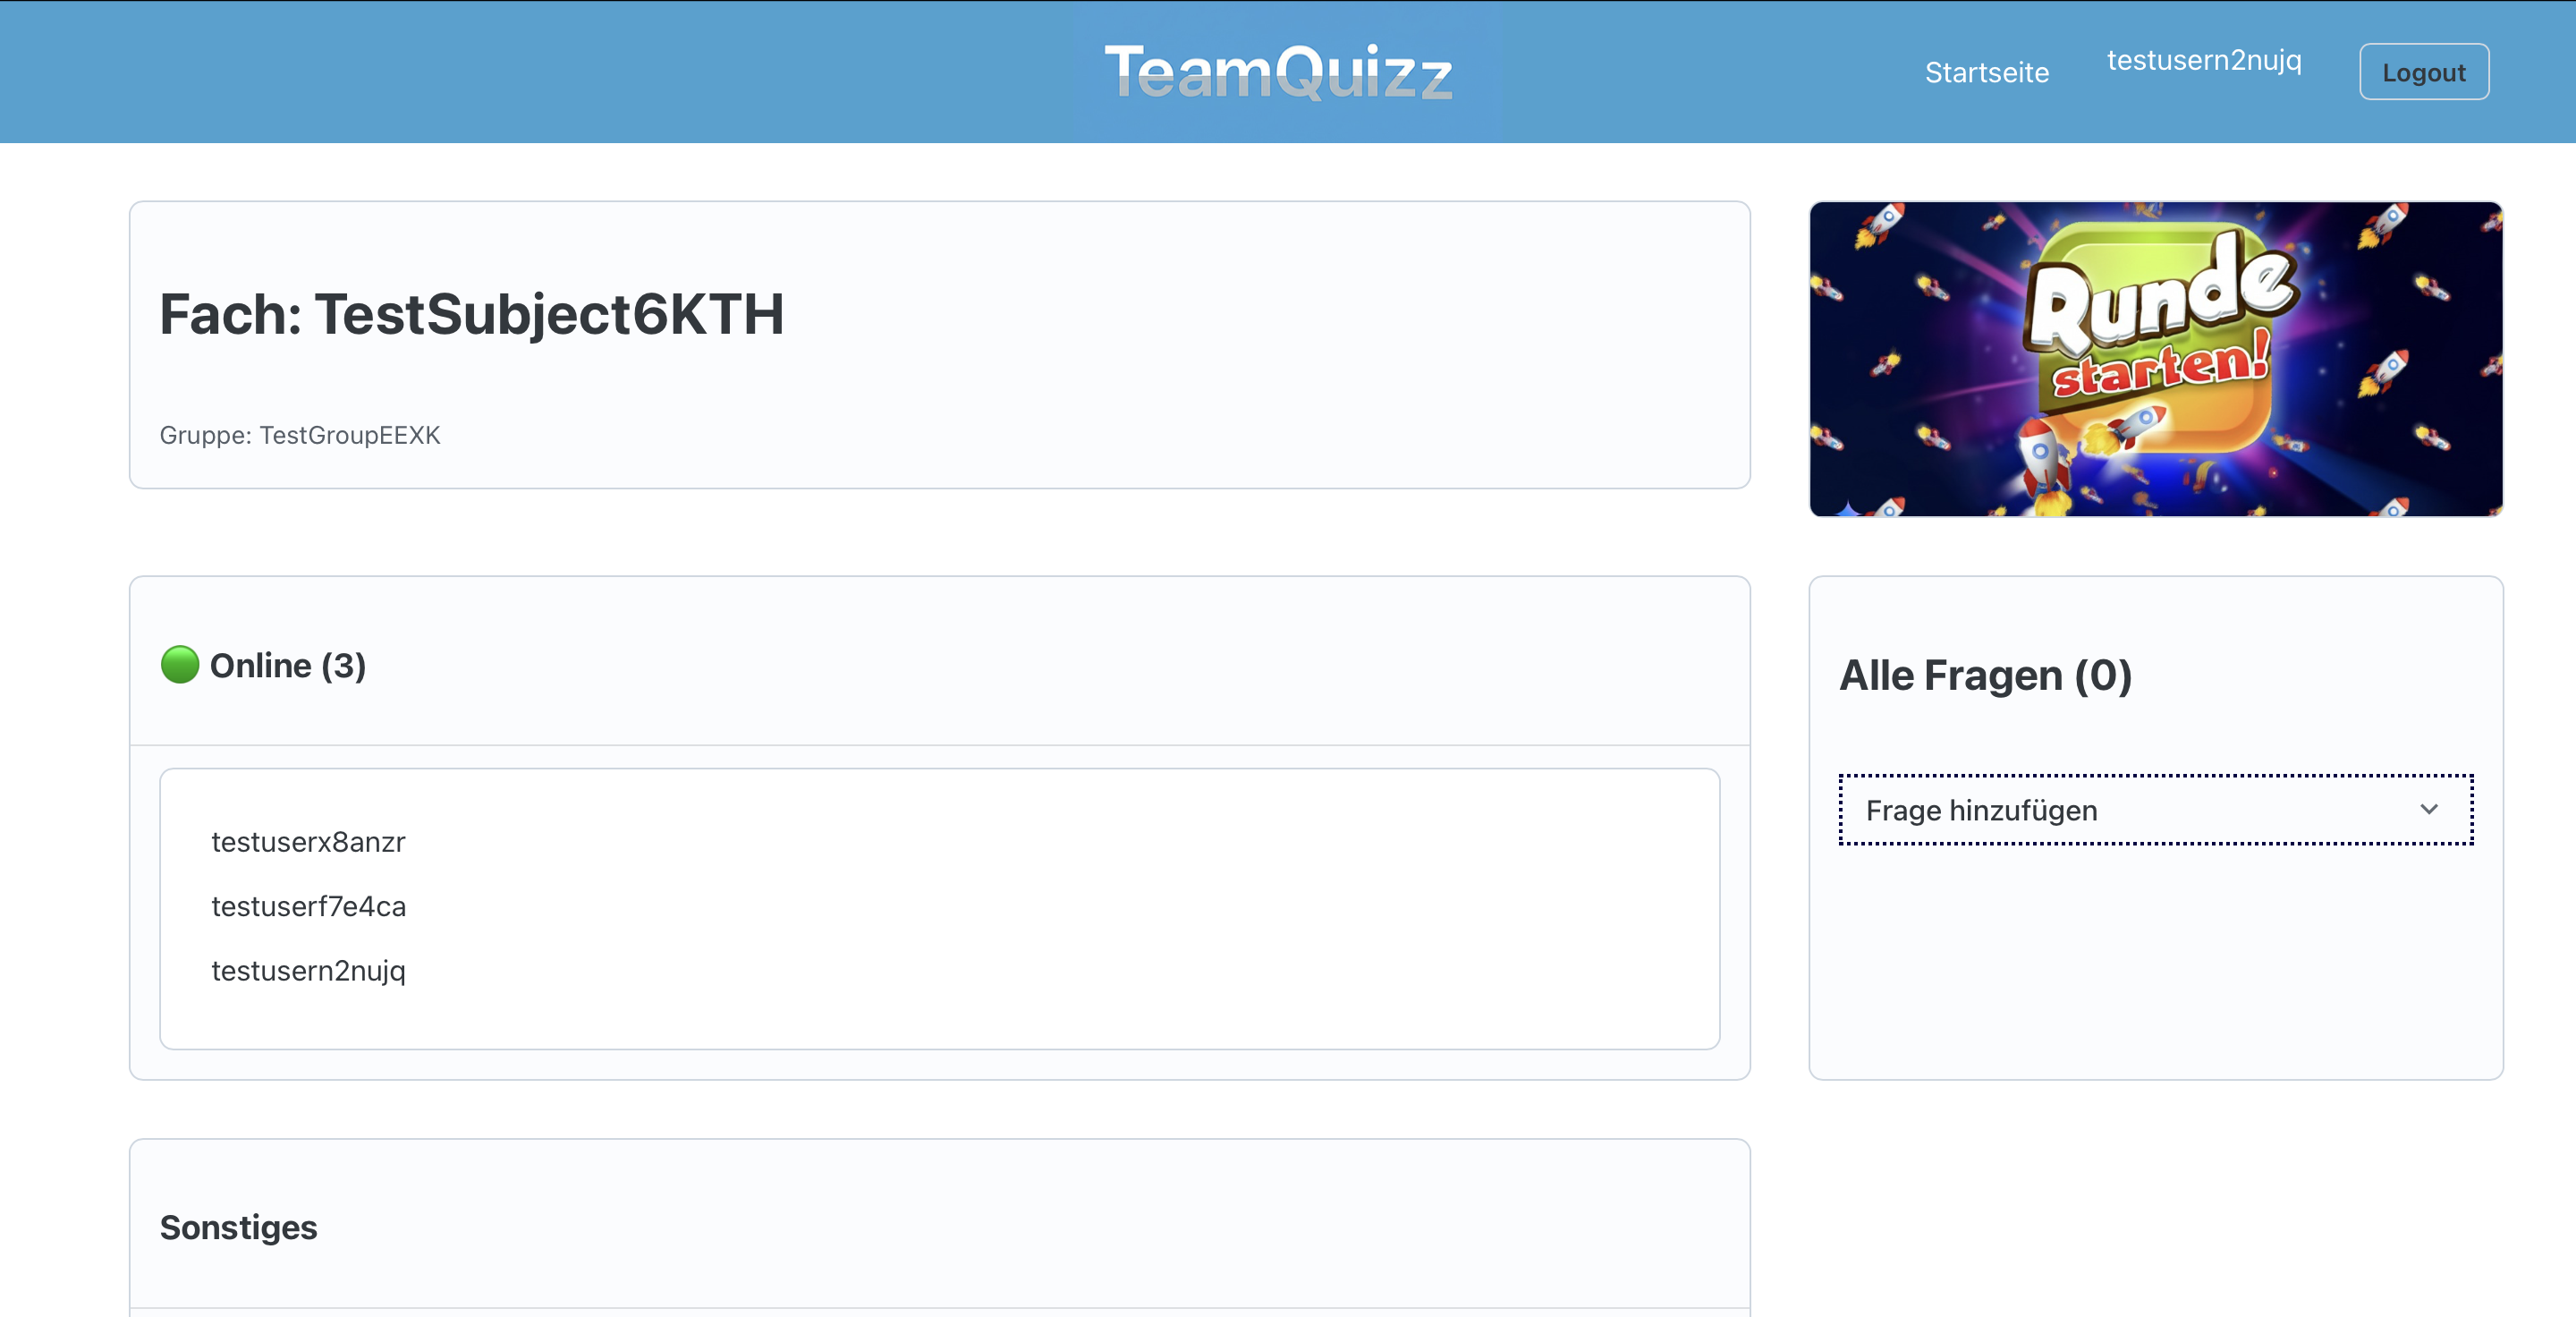 TeamQuizz
Startseite
testusern2nujq
Logout
Fach: TestSubject6KTH
Gruppe: TestGroupEEXK
Runde
starten!
Online (3)
testuserx8anzr
testuserf7e4ca
testusern2nujq
Alle Fragen (0)
Frage hinzufügen
Sonstiges